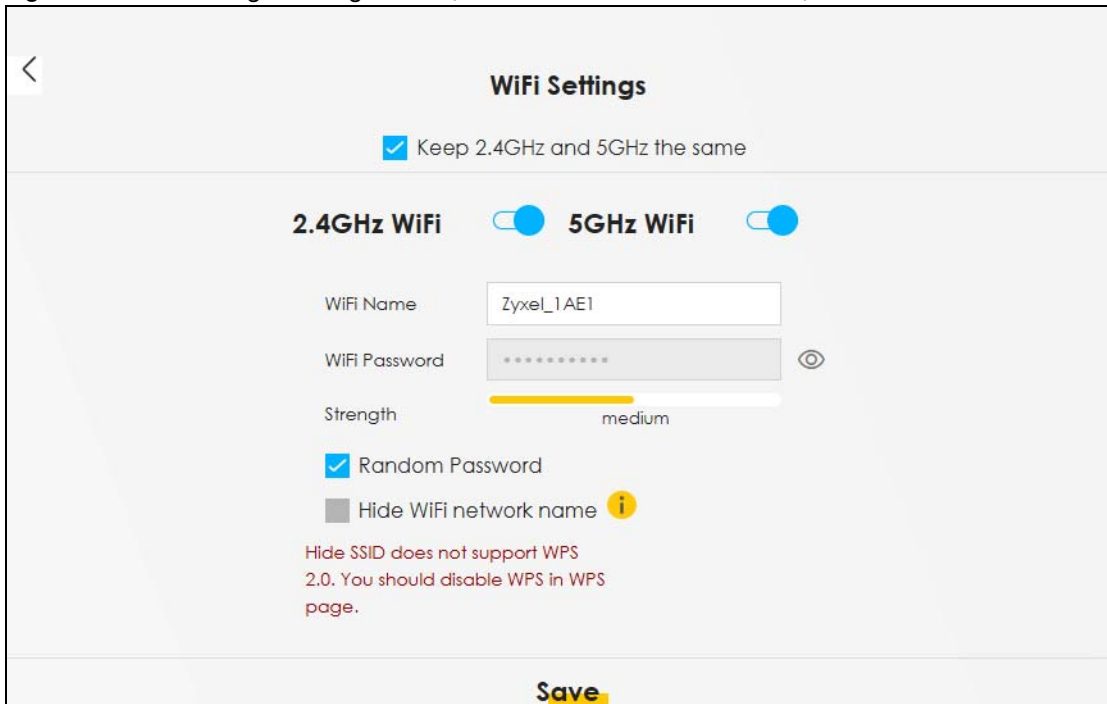 WiFi Settings
Keep 2.4GHz and 5GHz the same
2.4GHz WiFi 5GHz WiFi
WiFi Name Zyxel_1AE1
WiFi Password ••••••••••
Strength medium
Random Password
Hide WiFi network name i
Hide SSID does not support WPS
2.0. You should disable WPS in WPS
page.
Save